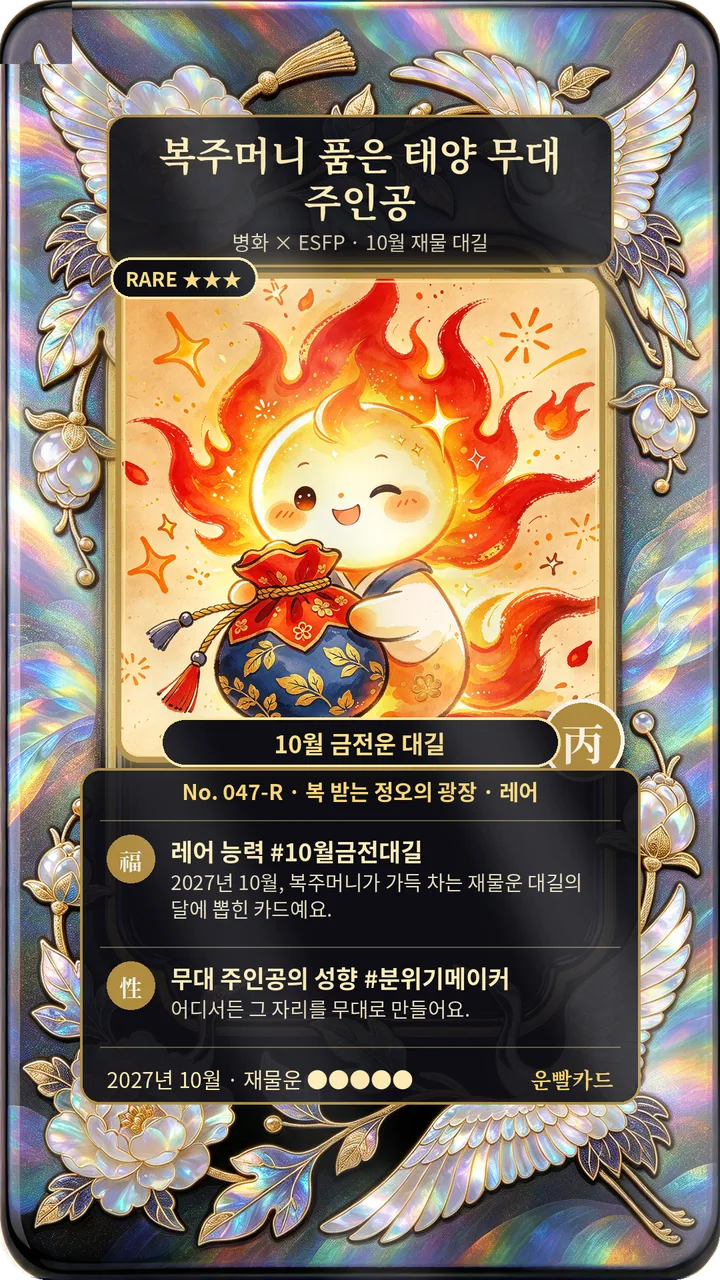 복주머니 품은 태양 무대
주인공
병화 × ESFP · 10월 재물 대길
RARE ★★★
10월 금전운 대길
丙
No. 047-R · 복 받는 정오의 광장 · 레어
福
레어 능력 #10월금전대길
2027년 10월, 복주머니가 가득 차는 재물운 대길의
달에 뽑힌 카드예요.
性
무대 주인공의 성향 #분위기메이커
어디서든 그 자리를 무대로 만들어요.
2027년 10월 · 재물운 ●●●●●
운빨카드